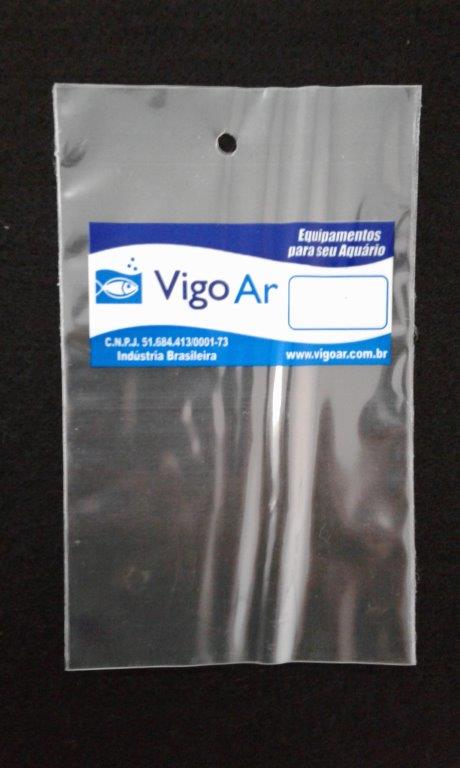 Equipamentos
para seu Aquário
Vigo Ar
C.N.P.J. 51.684.413/0001-73
Indústria Brasileira
www.vigoar.com.br